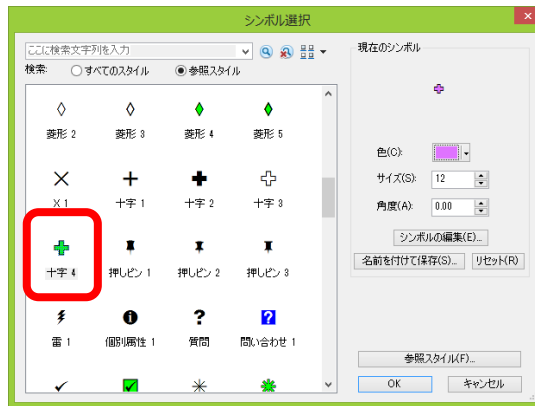 シンボル選択
ここに検索文字列を入力
検索: すべてのスタイル 参照スタイル
菱形 2 菱形 3 菱形 4 菱形 5
X 1 十字 1 十字 2 十字 3
十字 4 押しピン 1 押しピン 2 押しピン 3
雷 1 個別属性 1 質問 問い合わせ 1
現在のシンボル
色(C):
サイズ(S): 12
角度(A): 0.00
シンボルの編集(E)...
名前を付けて保存(S)... リセット(R)
参照スタイル(F)...
OK キャンセル